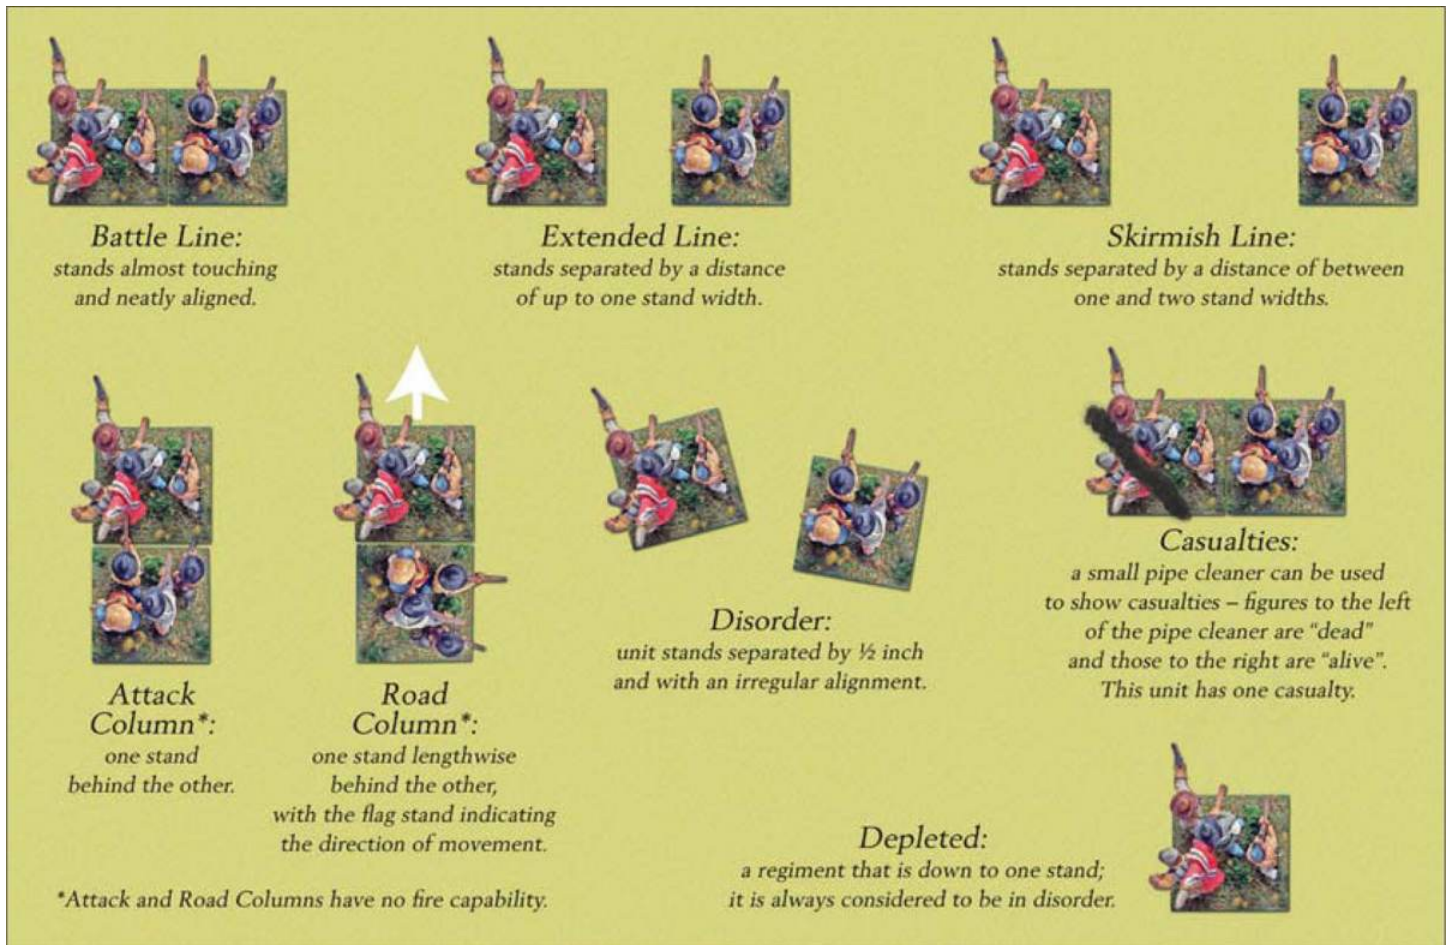 Battle Line:
stands almost touching
and neatly aligned.
Extended Line:
stands separated by a distance
of up to one stand width.
Skirmish Line:
stands separated by a distance of between
one and two stand widths.
Attack
Column*:
one stand
behind the other.
Road
Column*:
one stand lengthwise
behind the other,
with the flag stand indicating
the direction of movement.
Disorder:
unit stands separated by ½ inch
and with an irregular alignment.
Casualties:
a small pipe cleaner can be used
to show casualties – figures to the left
of the pipe cleaner are “dead”
and those to the right are “alive”.
This unit has one casualty.
Depleted:
a regiment that is down to one stand;
it is always considered to be in disorder.
*Attack and Road Columns have no fire capability.